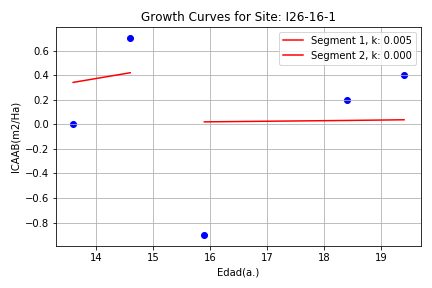 Growth Curves for Site: I26-16-1
Segment 1, k: 0.005
Segment 2, k: 0.000
ICAAB(m2/Ha)
0.6
0.4
0.2
0.0
−0.2
−0.4
−0.6
−0.8
14 15 16 17 18 19
Edad(a.)